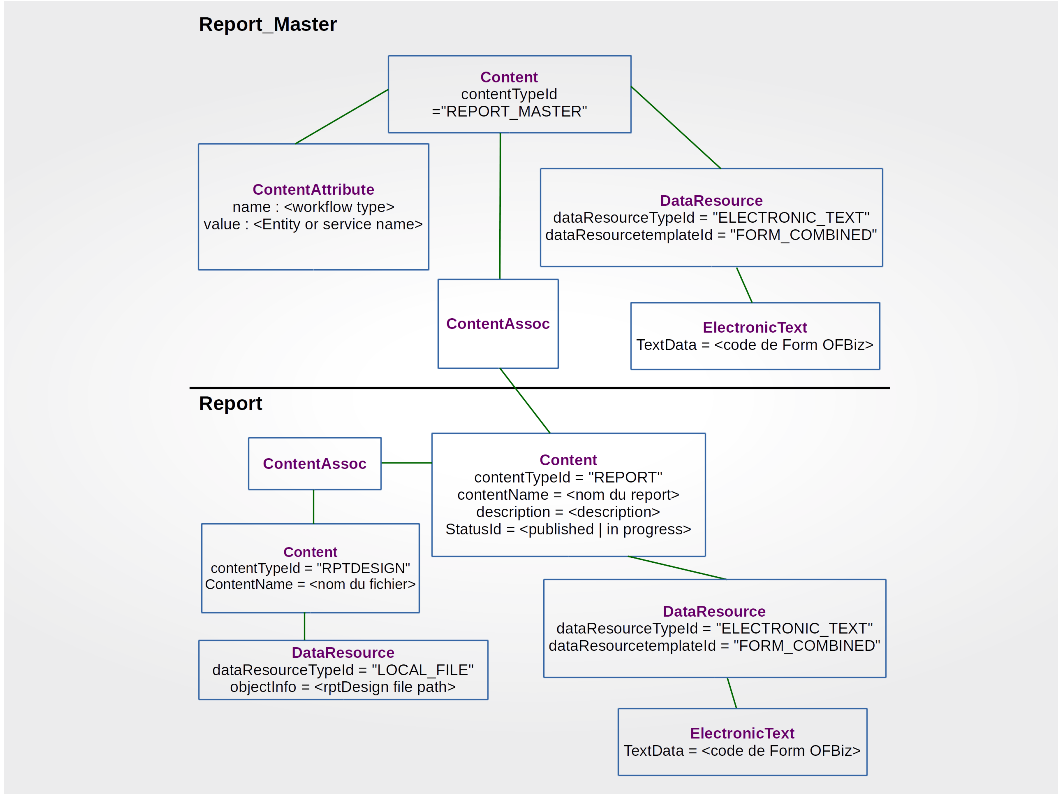 Report_Master
Content
contentTypeId
="REPORT_MASTER"
ContentAttribute
name : <workflow type>
value : <Entity or service name>
DataResource
dataResourceTypeId = "ELECTRONIC_TEXT"
dataResourcetemplateId = "FORM_COMBINED"
ContentAssoc
ElectronicText
TextData = <code de Form OFBiz>
Report
ContentAssoc
Content
contentTypeId = "REPORT"
contentName = <nom du report>
description = <description>
StatusId = <published | in progress>
Content
contentTypeId = "RPTDESIGN"
ContentName = <nom du fichier>
DataResource
dataResourceTypeId = "ELECTRONIC_TEXT"
dataResourcetemplateId = "FORM_COMBINED"
DataResource
dataResourceTypeId = "LOCAL_FILE"
objectInfo = <rptDesign file path>
ElectronicText
TextData = <code de Form OFBiz>